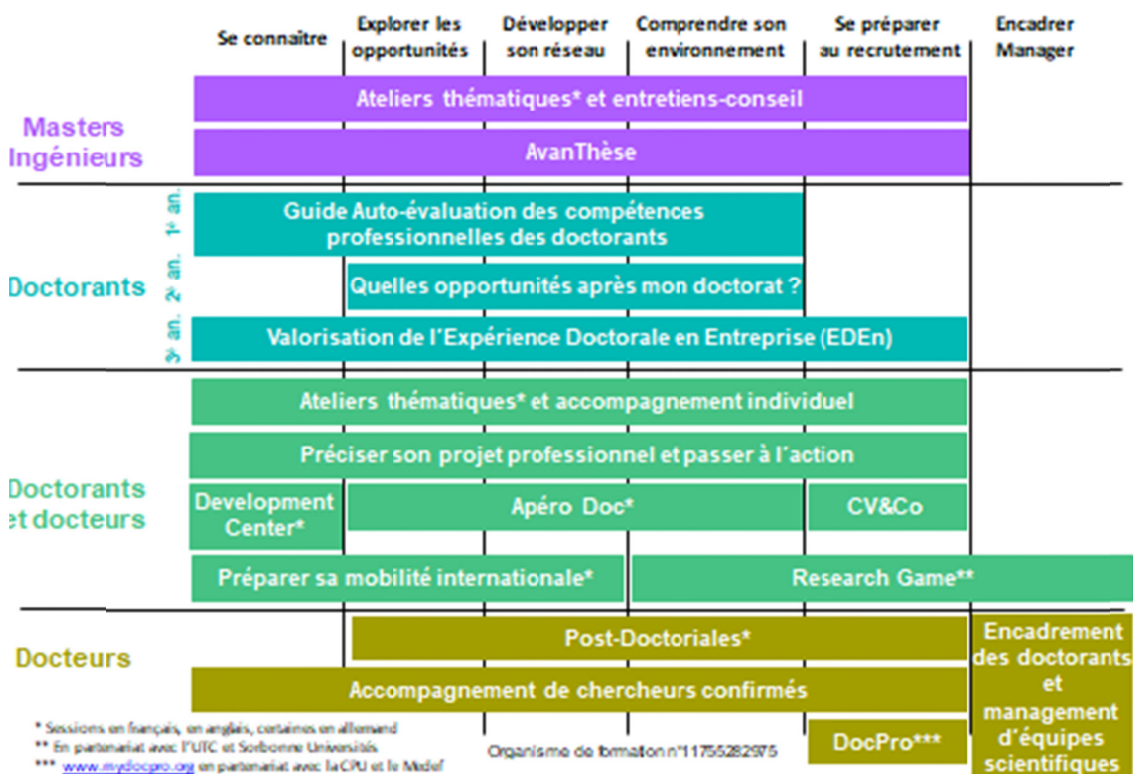 Se connaître
Explorer les
opportunités
Développer
son réseau
Comprendre son
environnement
Se préparer
au recrutement
Encadrer
Manager
Masters
Ingénieurs
Ateliers thématiques* et entretiens-conseil
AvanThèse
Doctorants
1è an.
Guide Auto-évaluation des compétences
professionnelles des doctorants
2è an.
Quelles opportunités après mon doctorat ?
3è an.
Valorisation de l'Expérience Doctorale en Entreprise (EDEn)
Doctorants
et docteurs
Ateliers thématiques* et accompagnement individuel
Préciser son projet professionnel et passer à l'action
Development
Center*
Apéro Doc*
CV&Co
Préparer sa mobilité internationale*
Research Game**
Docteurs
Post-Doctoriales*
Accompagnement de chercheurs confirmés
DocPro***
Encadrement
des doctorants
et
management
d'équipes
scientifiques
* Sessions en français, en anglais, certaines en allemand
** En partenariat avec l'UTC et Sorbonne Universités
*** www.mydocpro.org en partenariat avec la CPU et le Medef
Organisme de formation n°11755282975